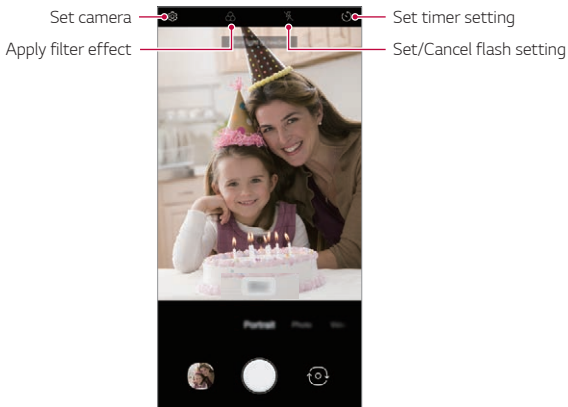 Set camera
Set timer setting
Apply filter effect
Set/Cancel flash setting
Portrait
Photo